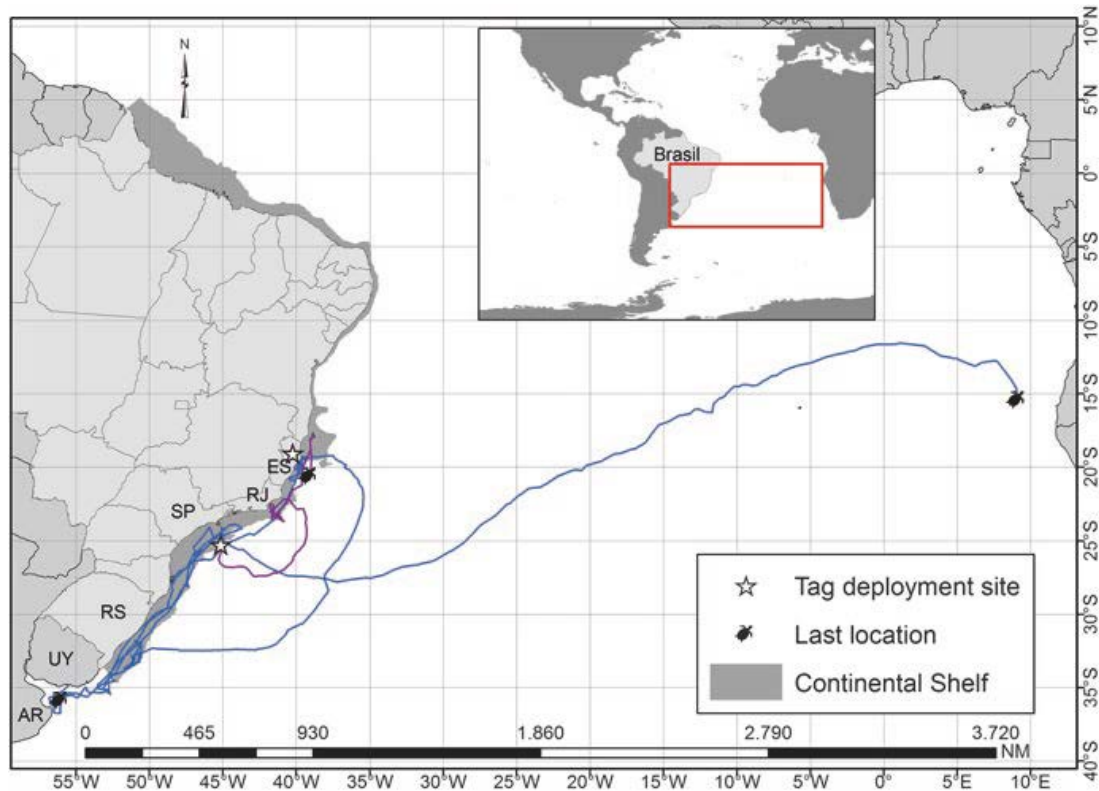 N
Brasil
10°N
5°N
0°
5°S
10°S
15°S
20°S
25°S
30°S
35°S
40°S
ES
RJ
SP
RS
UY
AR
Tag deployment site
Last location
Continental Shelf
0 465 930 1.860 2.790 3.720
NM
55°W 50°W 45°W 40°W 35°W 30°W 25°W 20°W 15°W 10°W 5°W 0° 5°E 10°E